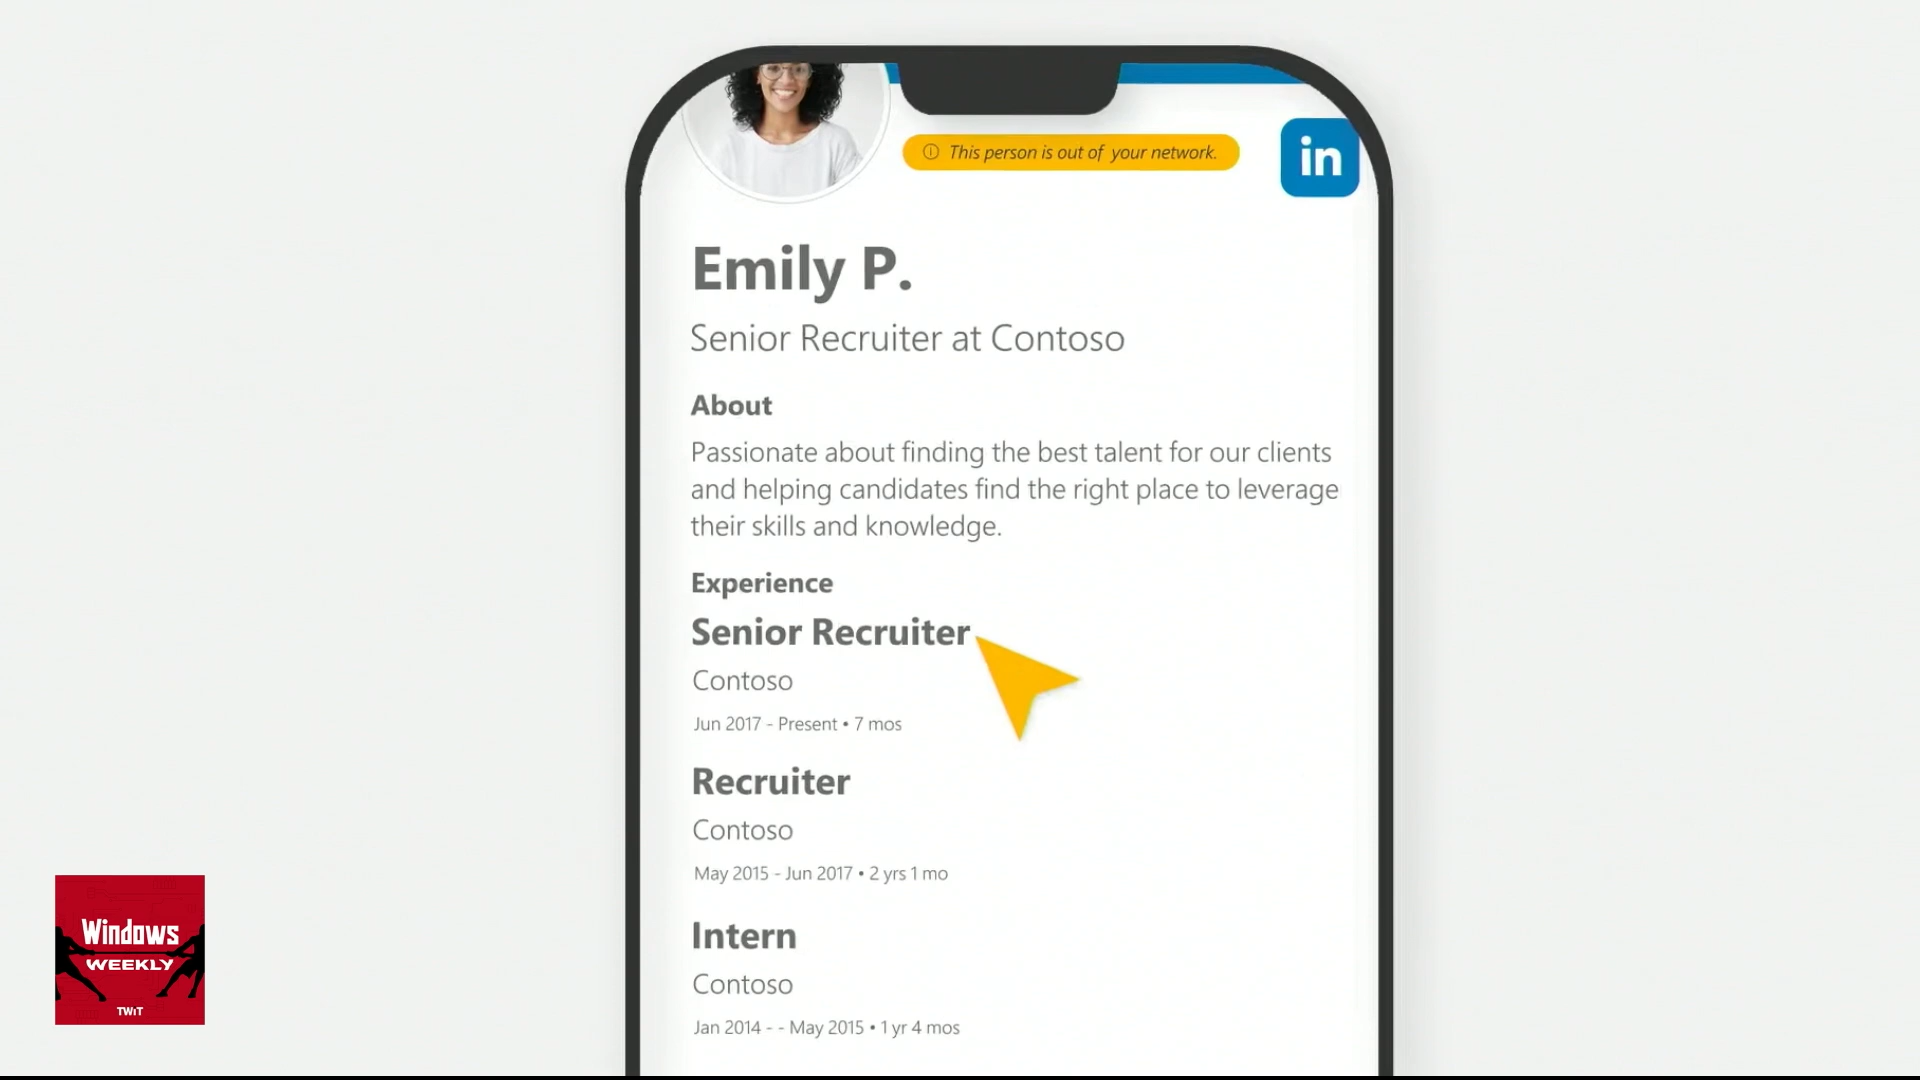 This person is out of your network.
in
Emily P.
Senior Recruiter at Contoso
About
Passionate about finding the best talent for our clients
and helping candidates find the right place to leverage
their skills and knowledge.
Experience
Senior Recruiter
Contoso
Jun 2017 - Present • 7 mos
Recruiter
Contoso
May 2015 - Jun 2017 • 2 yrs 1 mo
Intern
Contoso
Jan 2014 - - May 2015 • 1 yr 4 mos
Windows
WEEKLY
TWiT